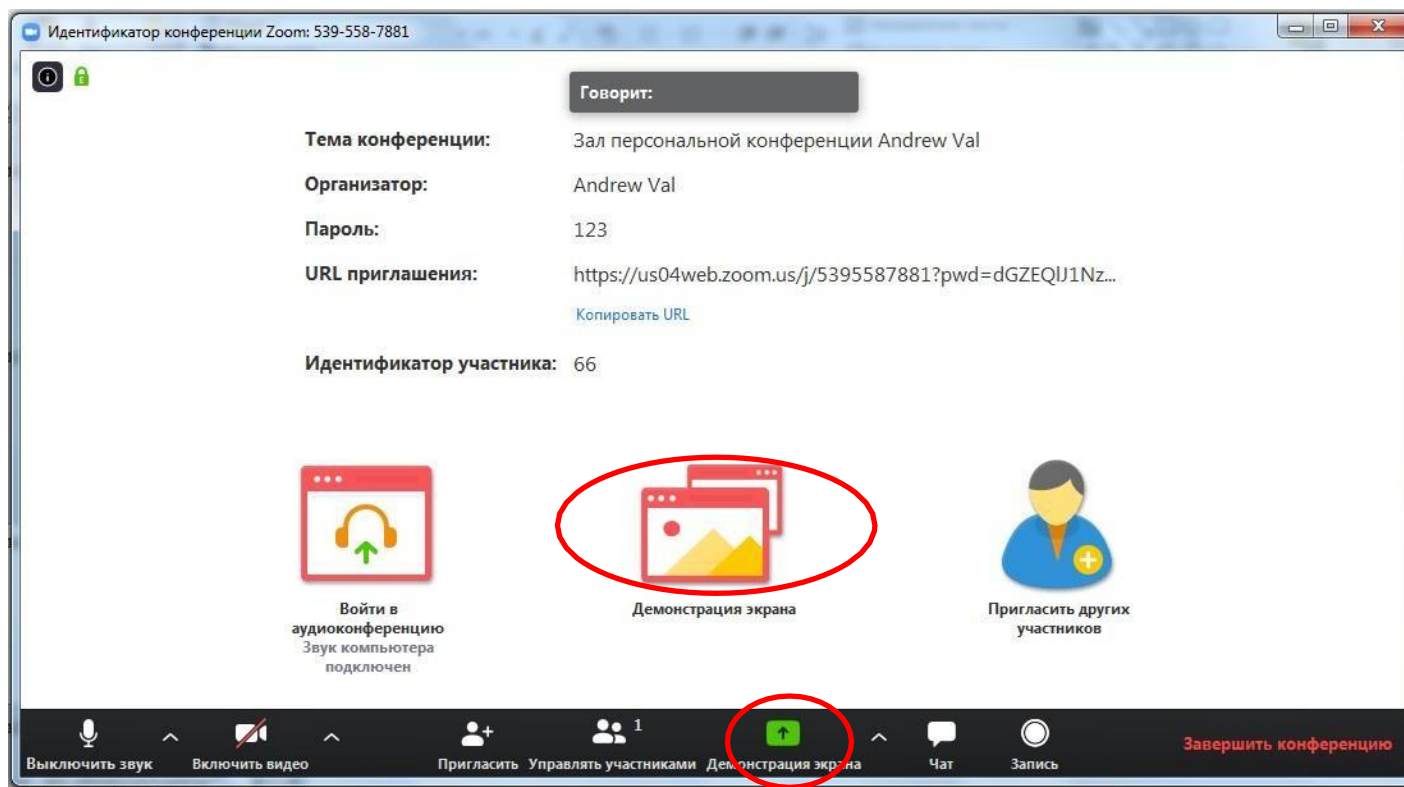 Идентификатор конференции Zoom: 539-558-7881
Говорит:
Тема конференции: Зал персональной конференции Andrew Val
Организатор: Andrew Val
Пароль: 123
URL приглашения: https://us04web.zoom.us/j/5395587881?pwd=dGZEQlJ1Nz...
Копировать URL
Идентификатор участника: 66
Войти в
аудиоконференцию
Звук компьютера
подключен
Демонстрация экрана
Пригласить других
участников
1
Выключить звук Включить видео Пригласить Управлять участниками Демонстрация экрана Чат Запись
Завершить конференцию